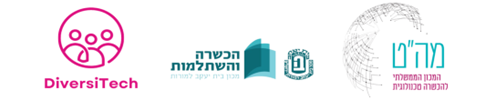 DiversiTech
הכשרה
והשתלמות
מכון בית יעקב למורות
מה"ט
המכון הממשלתי
להכשרה טכנולוגית